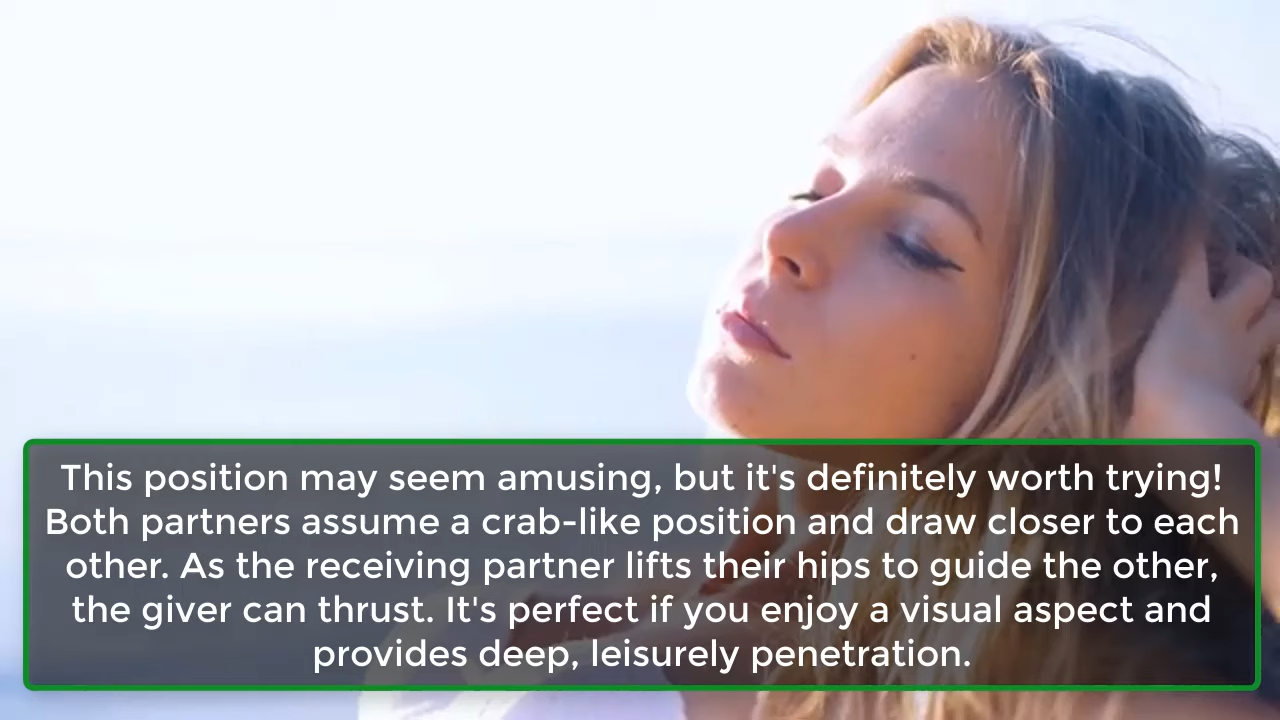 This position may seem amusing, but it's definitely worth trying!
Both partners assume a crab-like position and draw closer to each
other. As the receiving partner lifts their hips to guide the other,
the giver can thrust. It's perfect if you enjoy a visual aspect and
provides deep, leisurely penetration.